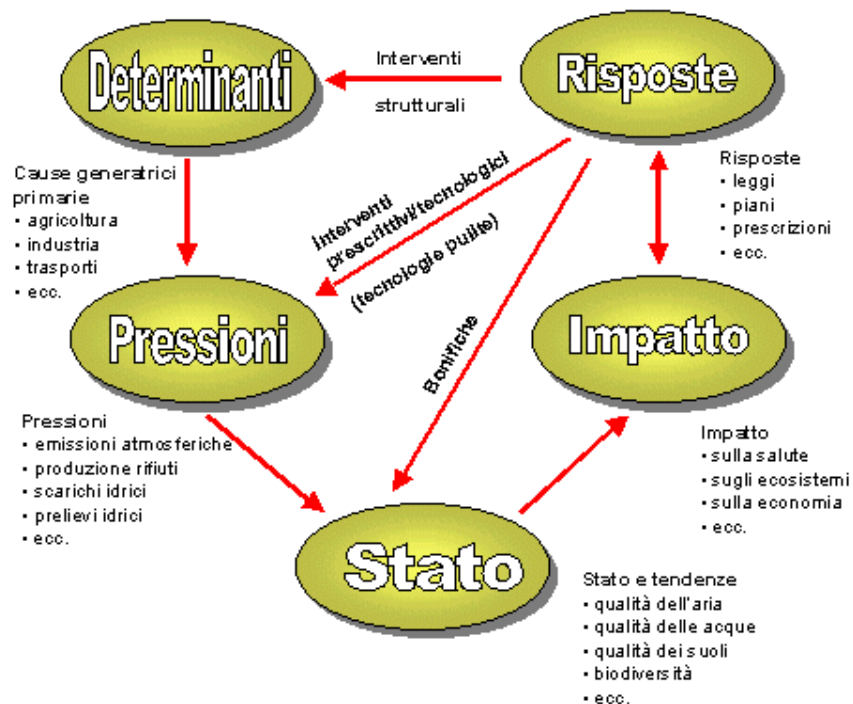 Determinanti
Interventi
strutturali
Risposte
Cause generatrici
primarie
• agricoltura
• industria
• trasporti
• ecc.
Interventi
prescrittivi/tecnologici
(tecnologie pulite)
Bonifiche
Risposte
• leggi
• piani
• prescrizioni
• ecc.
Pressioni
Impatto
Pressioni
• emissioni atmosferiche
• produzione rifiuti
• scarichi idrici
• prelievi idrici
• ecc.
Impatto
• sulla salute
• sugli ecosistemi
• sulla economia
• ecc.
Stato
Stato e tendenze
• qualità dell'aria
• qualità delle acque
• qualità dei suoli
• biodiversità
• ecc.